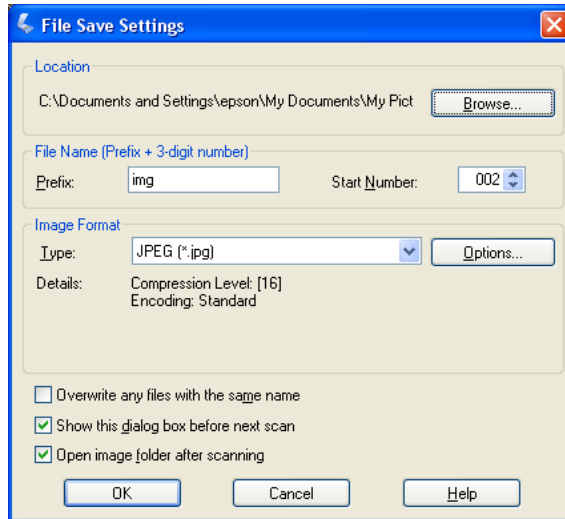 File Save Settings
Location
C:\Documents and Settings\epson\My Documents\My Pict
Browse...
File Name (Prefix + 3-digit number)
Prefix: img Start Number: 002
Image Format
Type: JPEG (*.jpg) Options...
Details: Compression Level: [16]
Encoding: Standard
Overwrite any files with the same name
Show this dialog box before next scan
Open image folder after scanning
OK Cancel Help